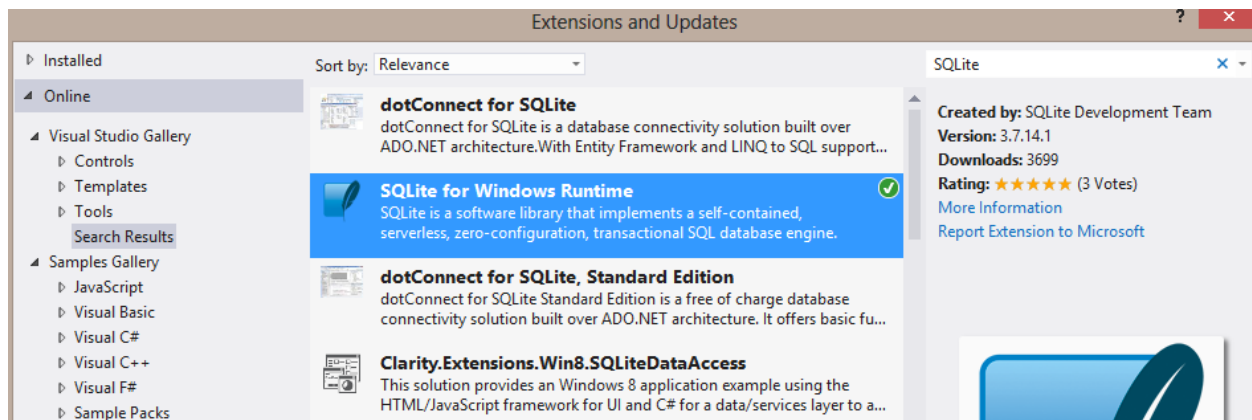 Extensions and Updates
?
Installed
Online
Visual Studio Gallery
Controls
Templates
Tools
Search Results
Samples Gallery
JavaScript
Visual Basic
Visual C#
Visual C++
Visual F#
Sample Packs
Sort by: Relevance
dotConnect for SQLite
dotConnect for SQLite is a database connectivity solution built over
ADO.NET architecture.With Entity Framework and LINQ to SQL support...
SQLite for Windows Runtime
SQLite is a software library that implements a self-contained,
serverless, zero-configuration, transactional SQL database engine.
dotConnect for SQLite, Standard Edition
dotConnect for SQLite Standard Edition is a free of charge database
connectivity solution built over ADO.NET architecture. It offers basic fu...
Clarity.Extensions.Win8.SQLiteDataAccess
This solution provides an Windows 8 application example using the
HTML/JavaScript framework for UI and C# for a data/services layer to a...
SQLite
Created by: SQLite Development Team
Version: 3.7.14.1
Downloads: 3699
Rating: ★★★★★ (3 Votes)
More Information
Report Extension to Microsoft